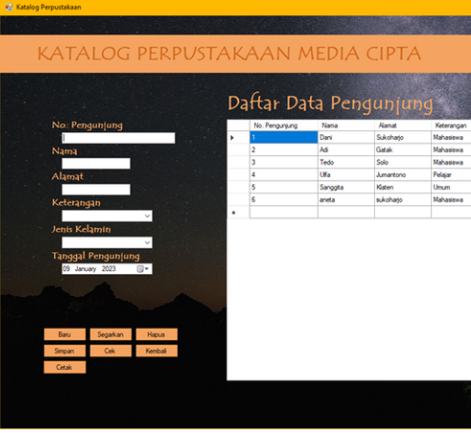 Katalog Perpustakaan
KATALOG PERPUSTAKAAN MEDIA CIPTA
Daftar Data Pengunjung
No. Pengunjung
Nama
Alamat
Keterangan
Jenis Kelamin
Tanggal Pengunjung
09 January 2023
Baru Segarkan Hapus
Simpan Cek Kembali
Cetak
No. Pengunjung Nama Alamat Keterangan
1 Dani Sukoharjo Mahasiswa
2 Adi Gatak Mahasiswa
3 Tedo Solo Mahasiswa
4 Ulfa Jumantono Pelajar
5 Sanggita Klaten Umum
6 aneta sukoharjo Mahasiswa